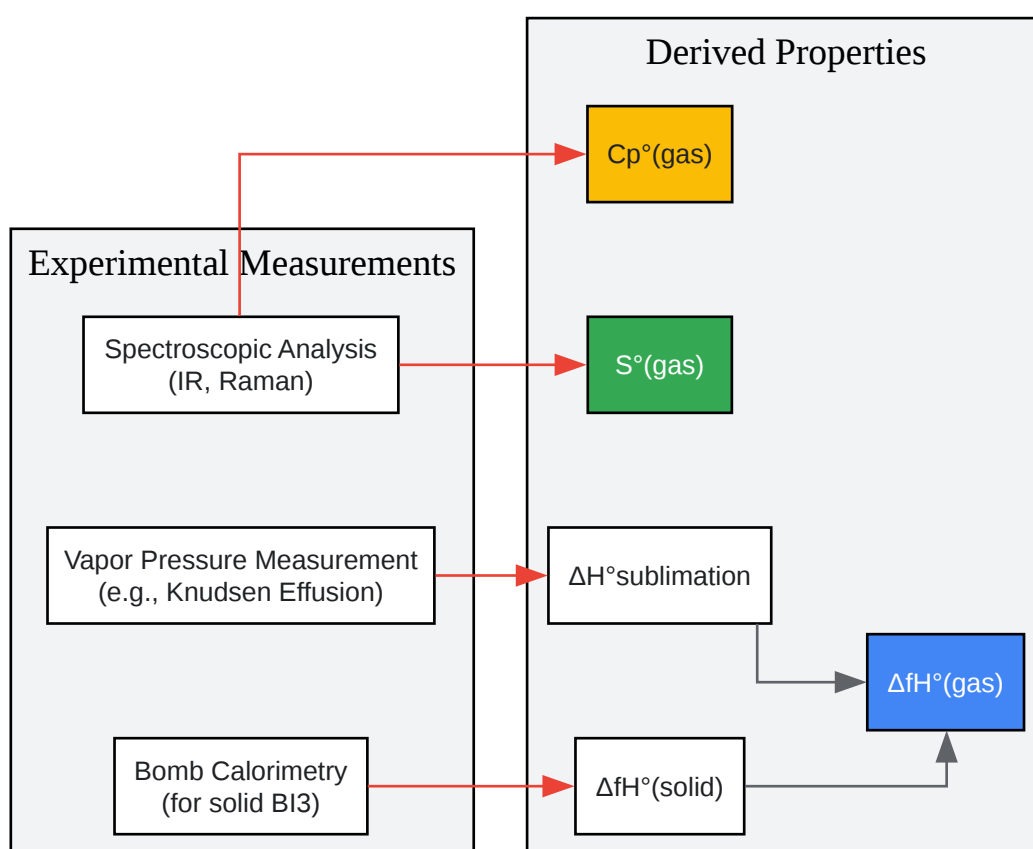 Derived Properties
Cp°(gas)
Experimental Measurements
Spectroscopic Analysis
(IR, Raman)
S°(gas)
Vapor Pressure Measurement
(e.g., Knudsen Effusion)
ΔH°sublimation
ΔfH°(gas)
Bomb Calorimetry
(for solid BI3)
ΔfH°(solid)